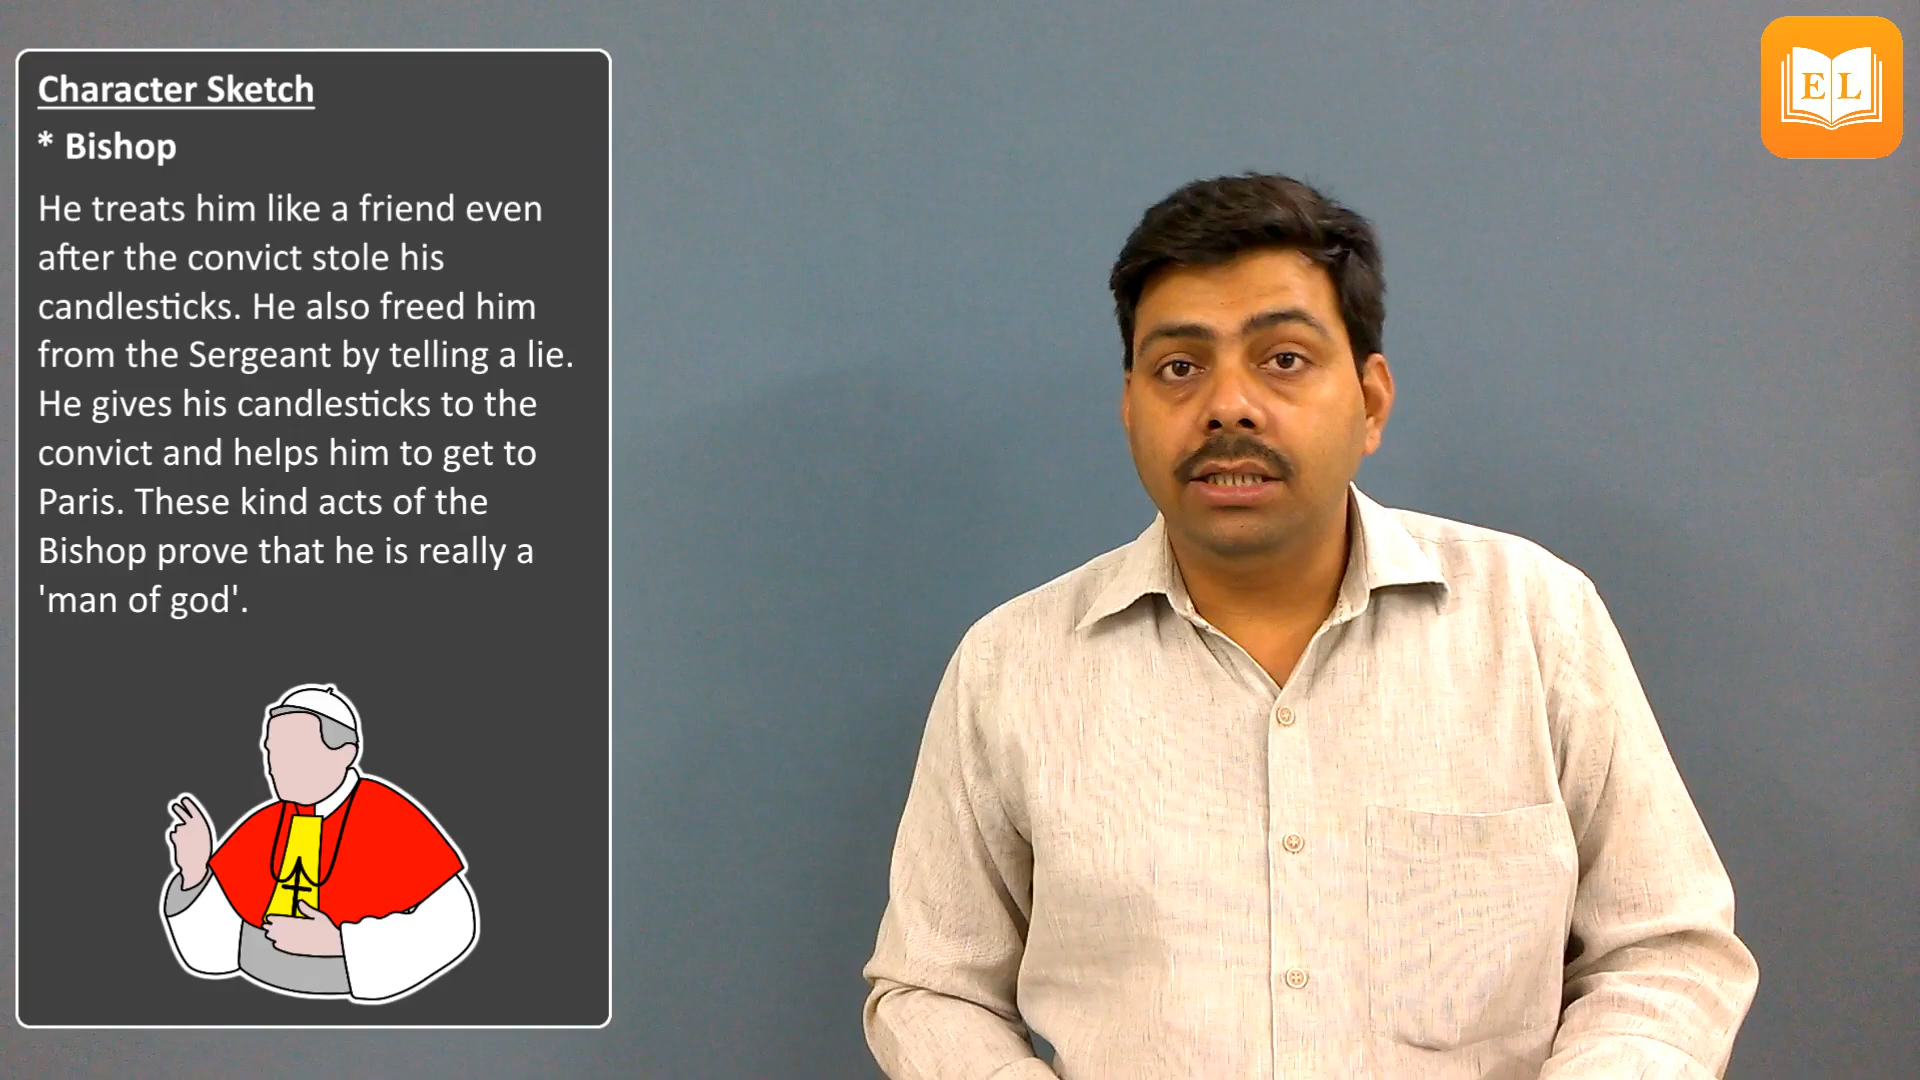 Character Sketch
* Bishop
He treats him like a friend even
after the convict stole his
candlesticks. He also freed him
from the Sergeant by telling a lie.
He gives his candlesticks to the
convict and helps him to get to
Paris. These kind acts of the
Bishop prove that he is really a
'man of god'.
E L